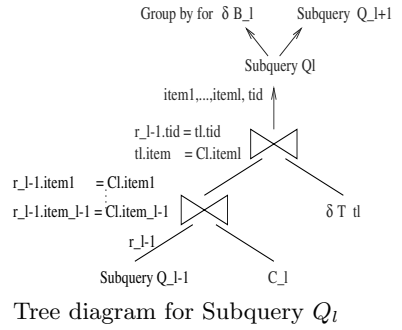 Group by for δ B_l Subquery Q_l+1
Subquery Ql
item1,...,iteml, tid
r_l-1.tid = tl.tid
tl.item = Cl.iteml
r_l-1.item1 = Cl.item1
r_l-1.item_l-1 = Cl.item_l-1
δ T tl
r_l-1
Subquery Q_l-1 C_l
Tree diagram for Subquery Q_l